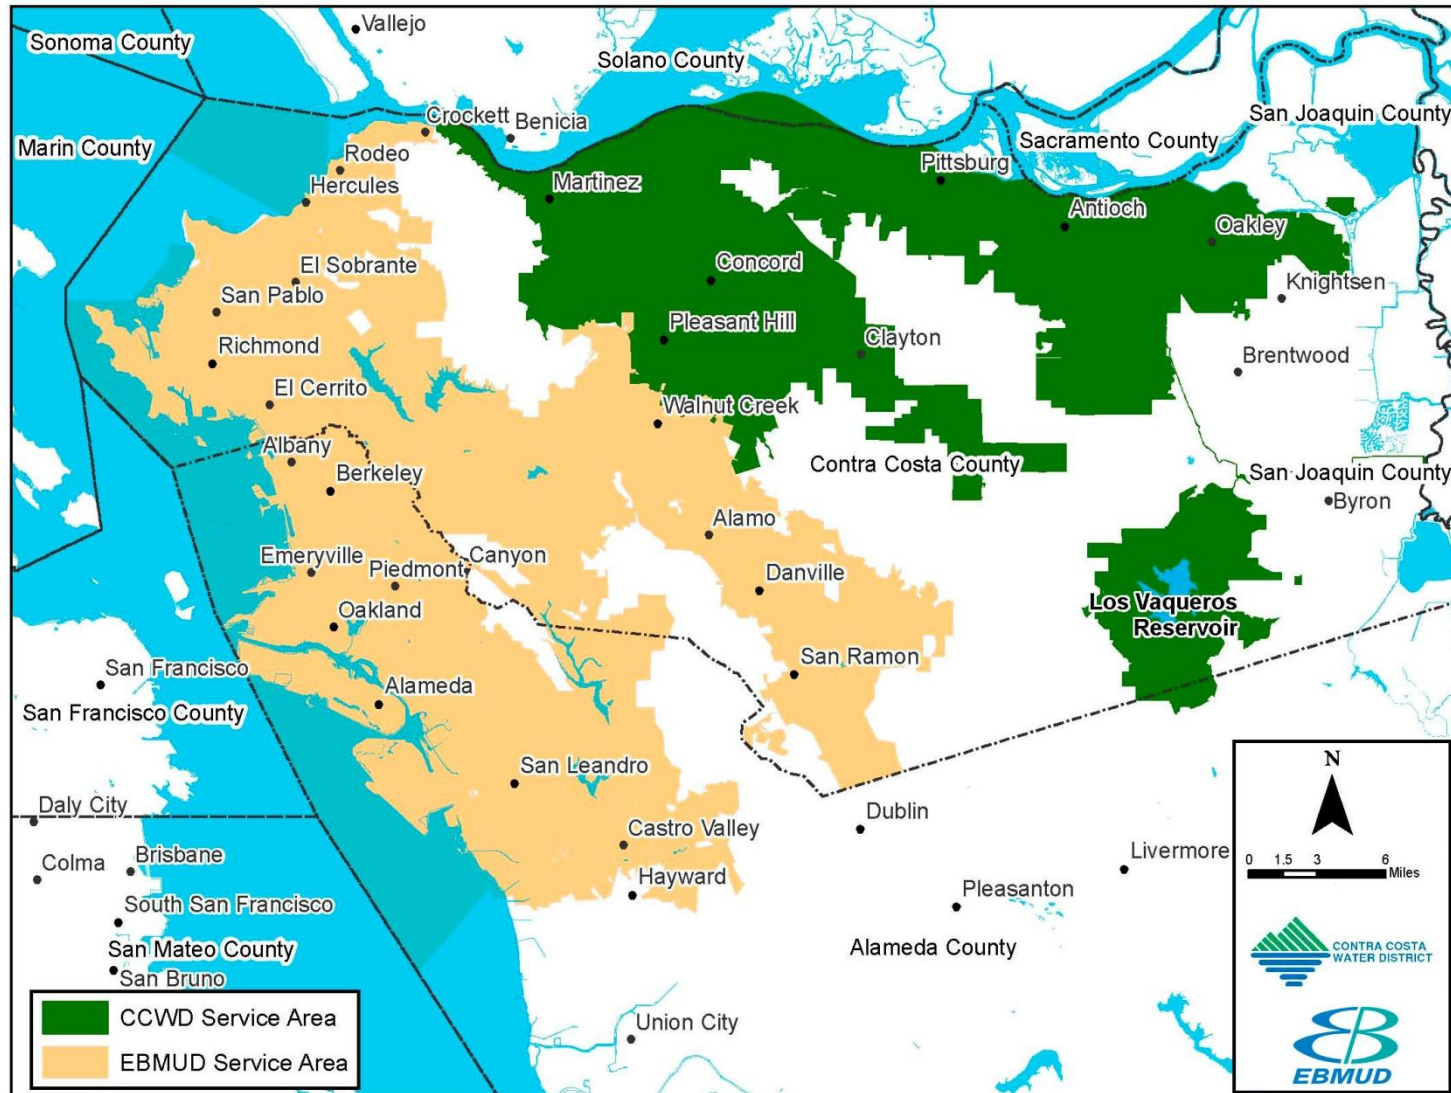 Vallejo
Sonoma County
Solano County
San Joaquin County
Crockett
Benicia
Sacramento County
Marin County
Rodeo
Pittsburg
Hercules
Martinez
Antioch
Oakley
El Sobrante
Concord
Knightsen
San Pablo
Richmond
Pleasant Hill
Clayton
Brentwood
El Cerrito
Walnut Creek
Albany
Contra Costa County
San Joaquin County
Berkeley
Byron
Alamo
Emeryville
Piedmont
Canyon
Danville
Los Vaqueros
Reservoir
Oakland
San Francisco
San Ramon
San Francisco County
Alameda
San Leandro
Daly City
Dublin
Castro Valley
Livermore
Colma
Brisbane
Hayward
Pleasanton
South San Francisco
San Mateo County
Alameda County
San Bruno
Union City
CCWD Service Area
EBMUD Service Area
N
0 1.5 3 6
Miles
CONTRA COSTA
WATER DISTRICT
EBMUD